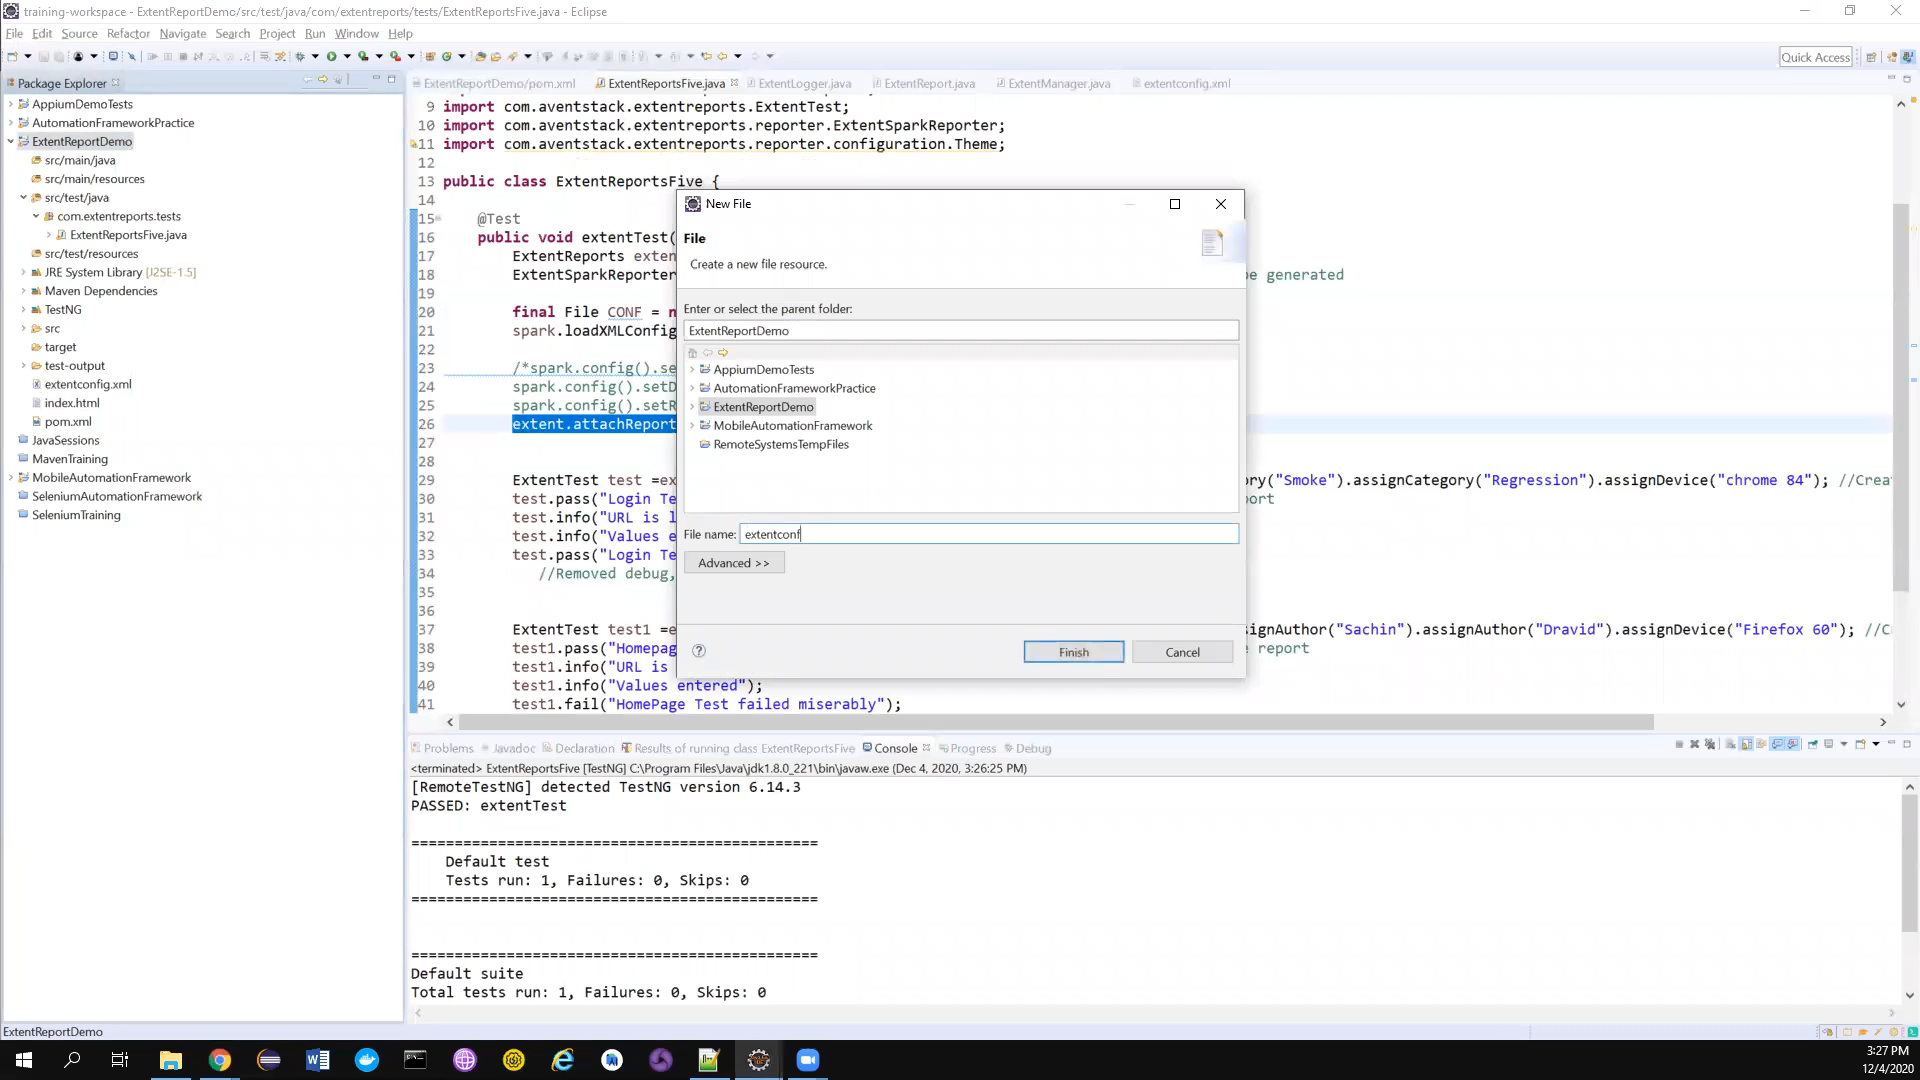 training-workspace - ExtentReportDemo/src/test/java/com/extentreports/tests/ExtentReportsFive.java - Eclipse
File Edit Source Refactor Navigate Search Project Run Window Help
Quick Access
Package Explorer
AppiumDemoTests
AutomationFrameworkPractice
ExtentReportDemo
src/main/java
src/main/resources
src/test/java
com.extentreports.tests
ExtentReportsFive.java
src/test/resources
JRE System Library [J2SE-1.5]
Maven Dependencies
TestNG
src
target
test-output
extentconfig.xml
index.html
pom.xml
JavaSessions
MavenTraining
MobileAutomationFramework
SeleniumAutomationFramework
SeleniumTraining
ExtentReportDemo/pom.xml ExtentReportsFive.java ExtentLogger.java ExtentReport.java ExtentManager.java extentconfig.xml
9 import com.aventstack.extentreports.ExtentTest;
10 import com.aventstack.extentreports.reporter.ExtentSparkReporter;
11 import com.aventstack.extentreports.reporter.configuration.Theme;
12
13 public class ExtentReportsFive {
14
15 @Test
16 public void extentTest(
17 ExtentReports exten
18 ExtentSparkReporter e generated
19
20 final File CONF = n
21 spark.loadXMLConfig
22
23 /*spark.config().se
24 spark.config().setD
25 spark.config().setR
26 extent.attachReport
27
28
29 ExtentTest test =ex ry("Smoke").assignCategory("Regression").assignDevice("chrome 84"); //Crea
30 test.pass("Login Te ort
31 test.info("URL is l
32 test.info("Values e
33 test.pass("Login Te
34 //Removed debug,
35
36
37 ExtentTest test1 =e ignAuthor("Sachin").assignAuthor("Dravid").assignDevice("Firefox 60"); //C
38 test1.pass("Homepag e report
39 test1.info("URL is
40 test1.info("Values entered");
41 test1.fail("HomePage Test failed miserably");
New File
File
Create a new file resource.
Enter or select the parent folder:
ExtentReportDemo
AppiumDemoTests
AutomationFrameworkPractice
ExtentReportDemo
MobileAutomationFramework
RemoteSystemsTempFiles
File name: extentconf
Advanced >>
Finish Cancel
Problems Javadoc Declaration Results of running class ExtentReportsFive Console Progress Debug
<terminated> ExtentReportsFive [TestNG] C:\Program Files\Java\jdk1.8.0_221\bin\javaw.exe (Dec 4, 2020, 3:26:25 PM)
[RemoteTestNG] detected TestNG version 6.14.3
PASSED: extentTest
===============================================
Default test
Tests run: 1, Failures: 0, Skips: 0
===============================================
===============================================
Default suite
Total tests run: 1, Failures: 0, Skips: 0
ExtentReportDemo
3:27 PM
12/4/2020